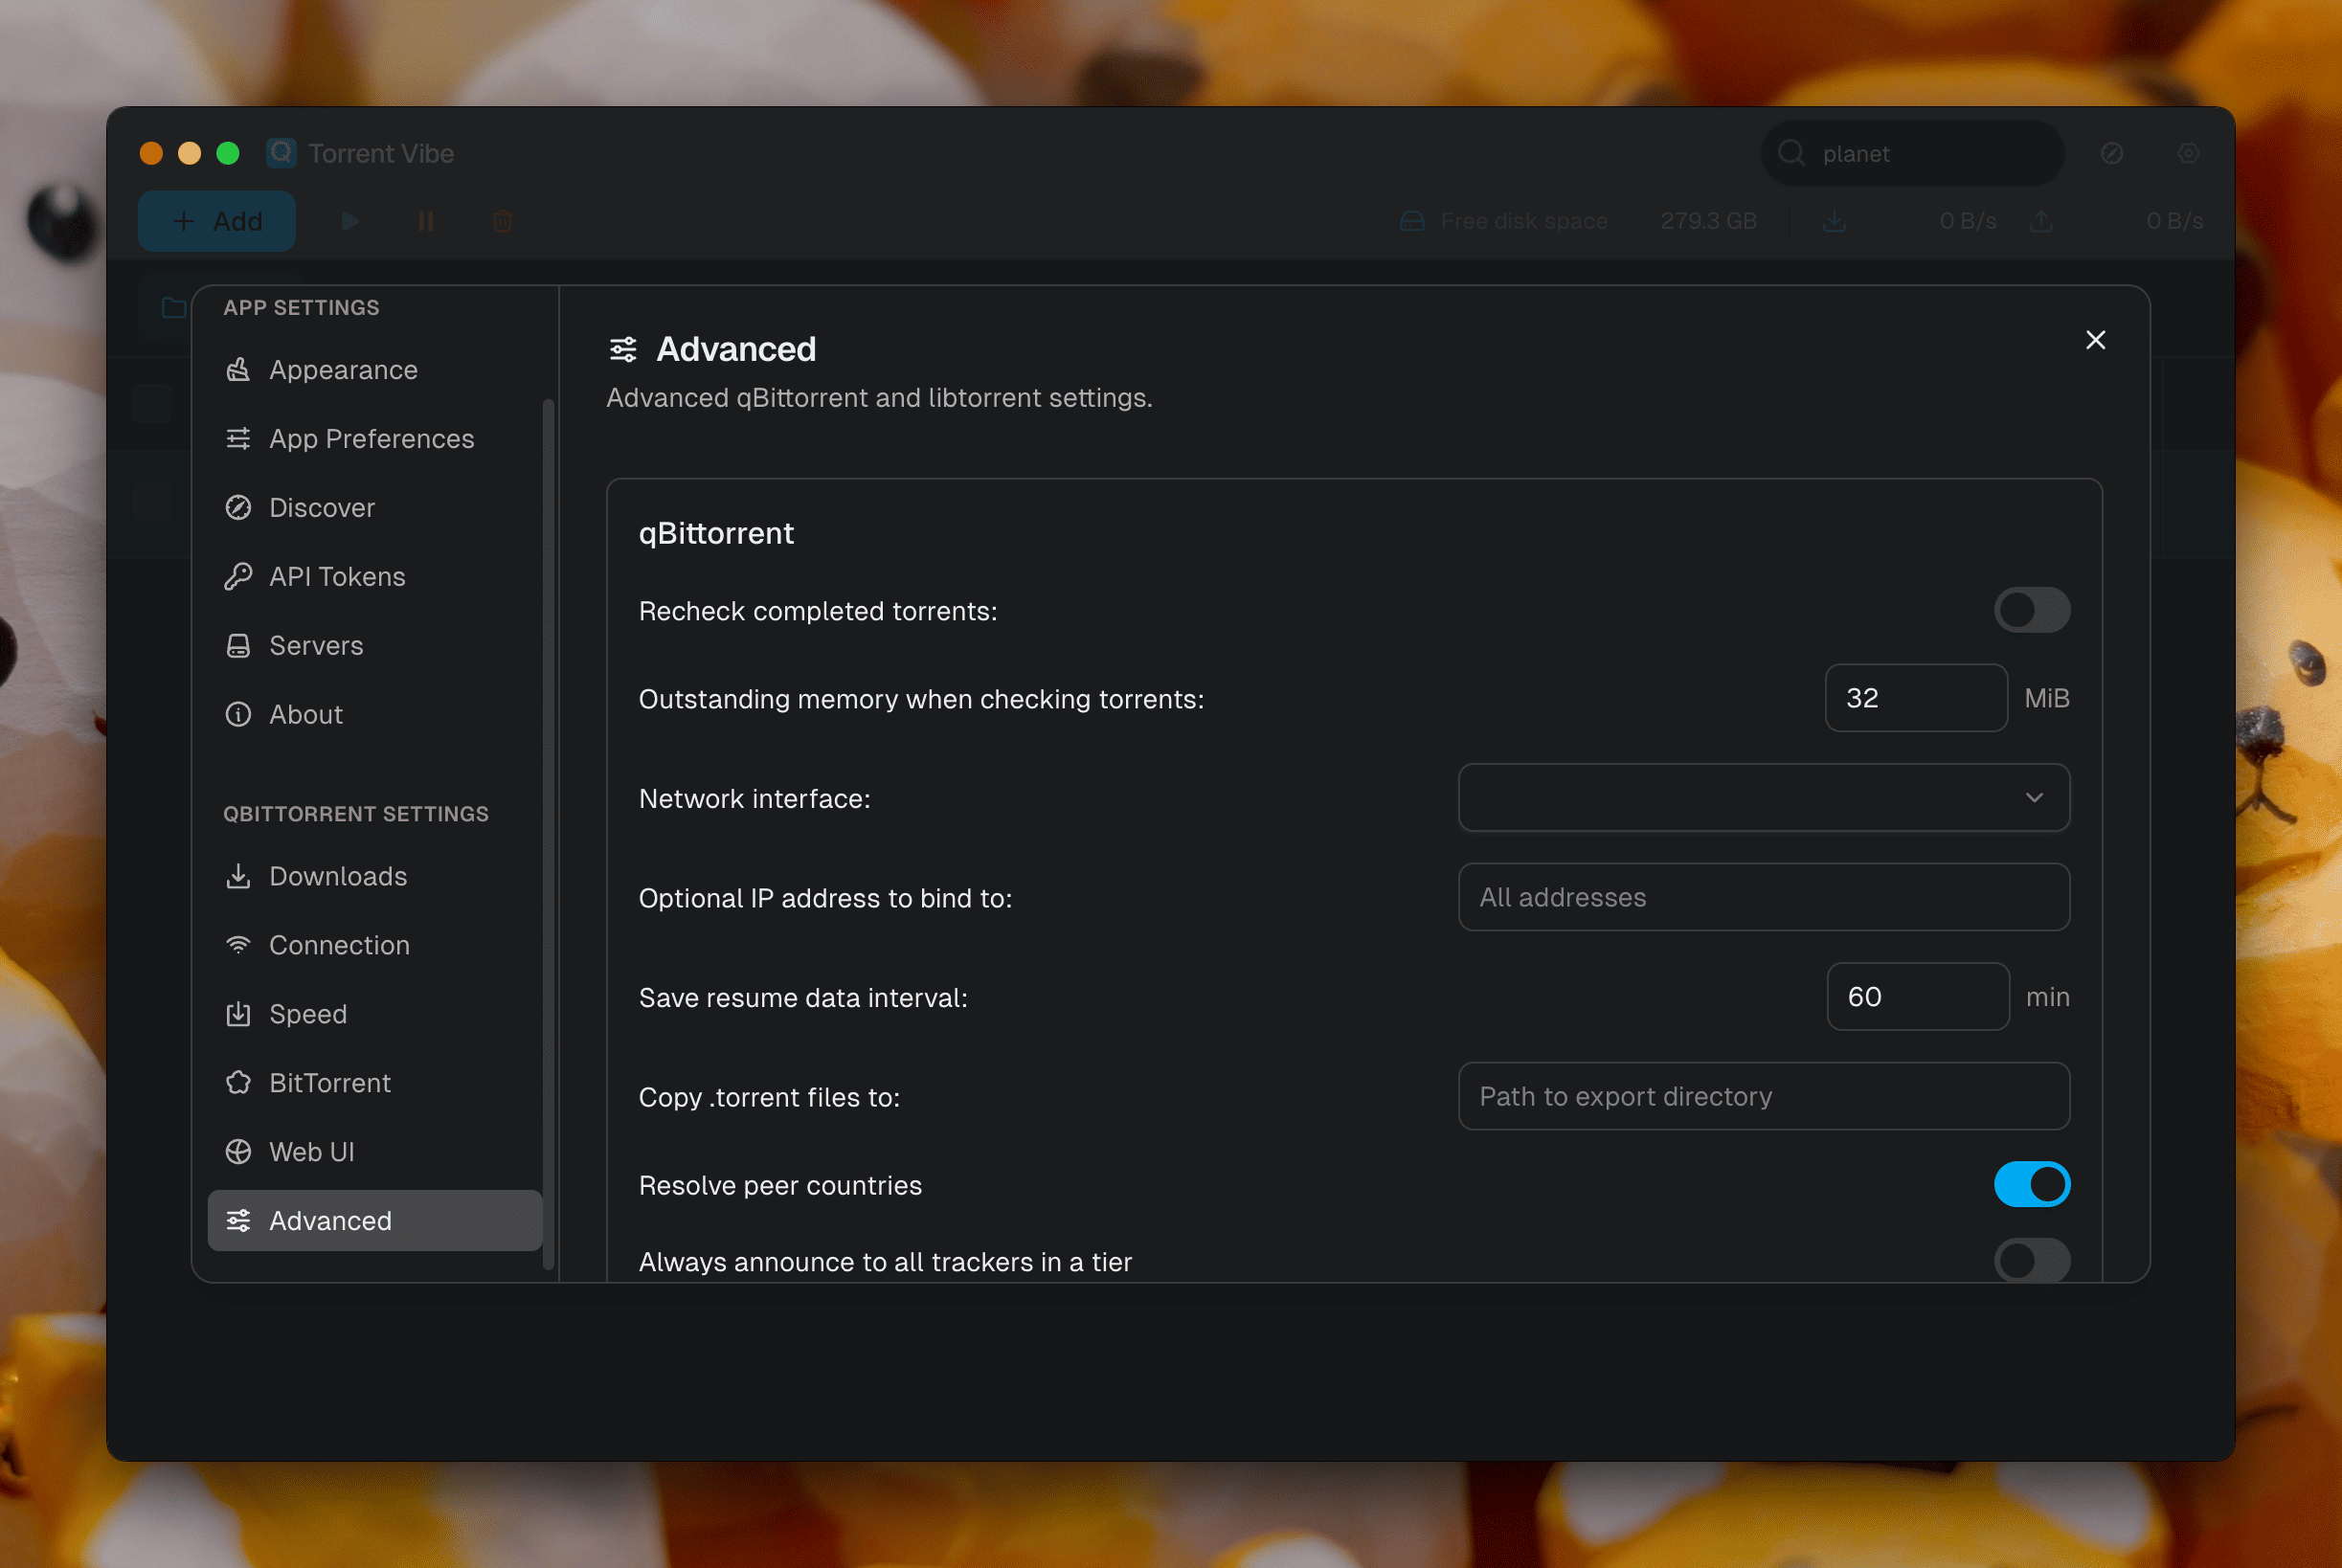 Torrent Vibe
planet
Add
Free disk space 279.3 GB 0 B/s 0 B/s
APP SETTINGS
Appearance
App Preferences
Discover
API Tokens
Servers
About
QBITTORRENT SETTINGS
Downloads
Connection
Speed
BitTorrent
Web UI
Advanced
Advanced
Advanced qBittorrent and libtorrent settings.
qBittorrent
Recheck completed torrents:
Outstanding memory when checking torrents: 32 MiB
Network interface:
Optional IP address to bind to: All addresses
Save resume data interval: 60 min
Copy .torrent files to: Path to export directory
Resolve peer countries
Always announce to all trackers in a tier